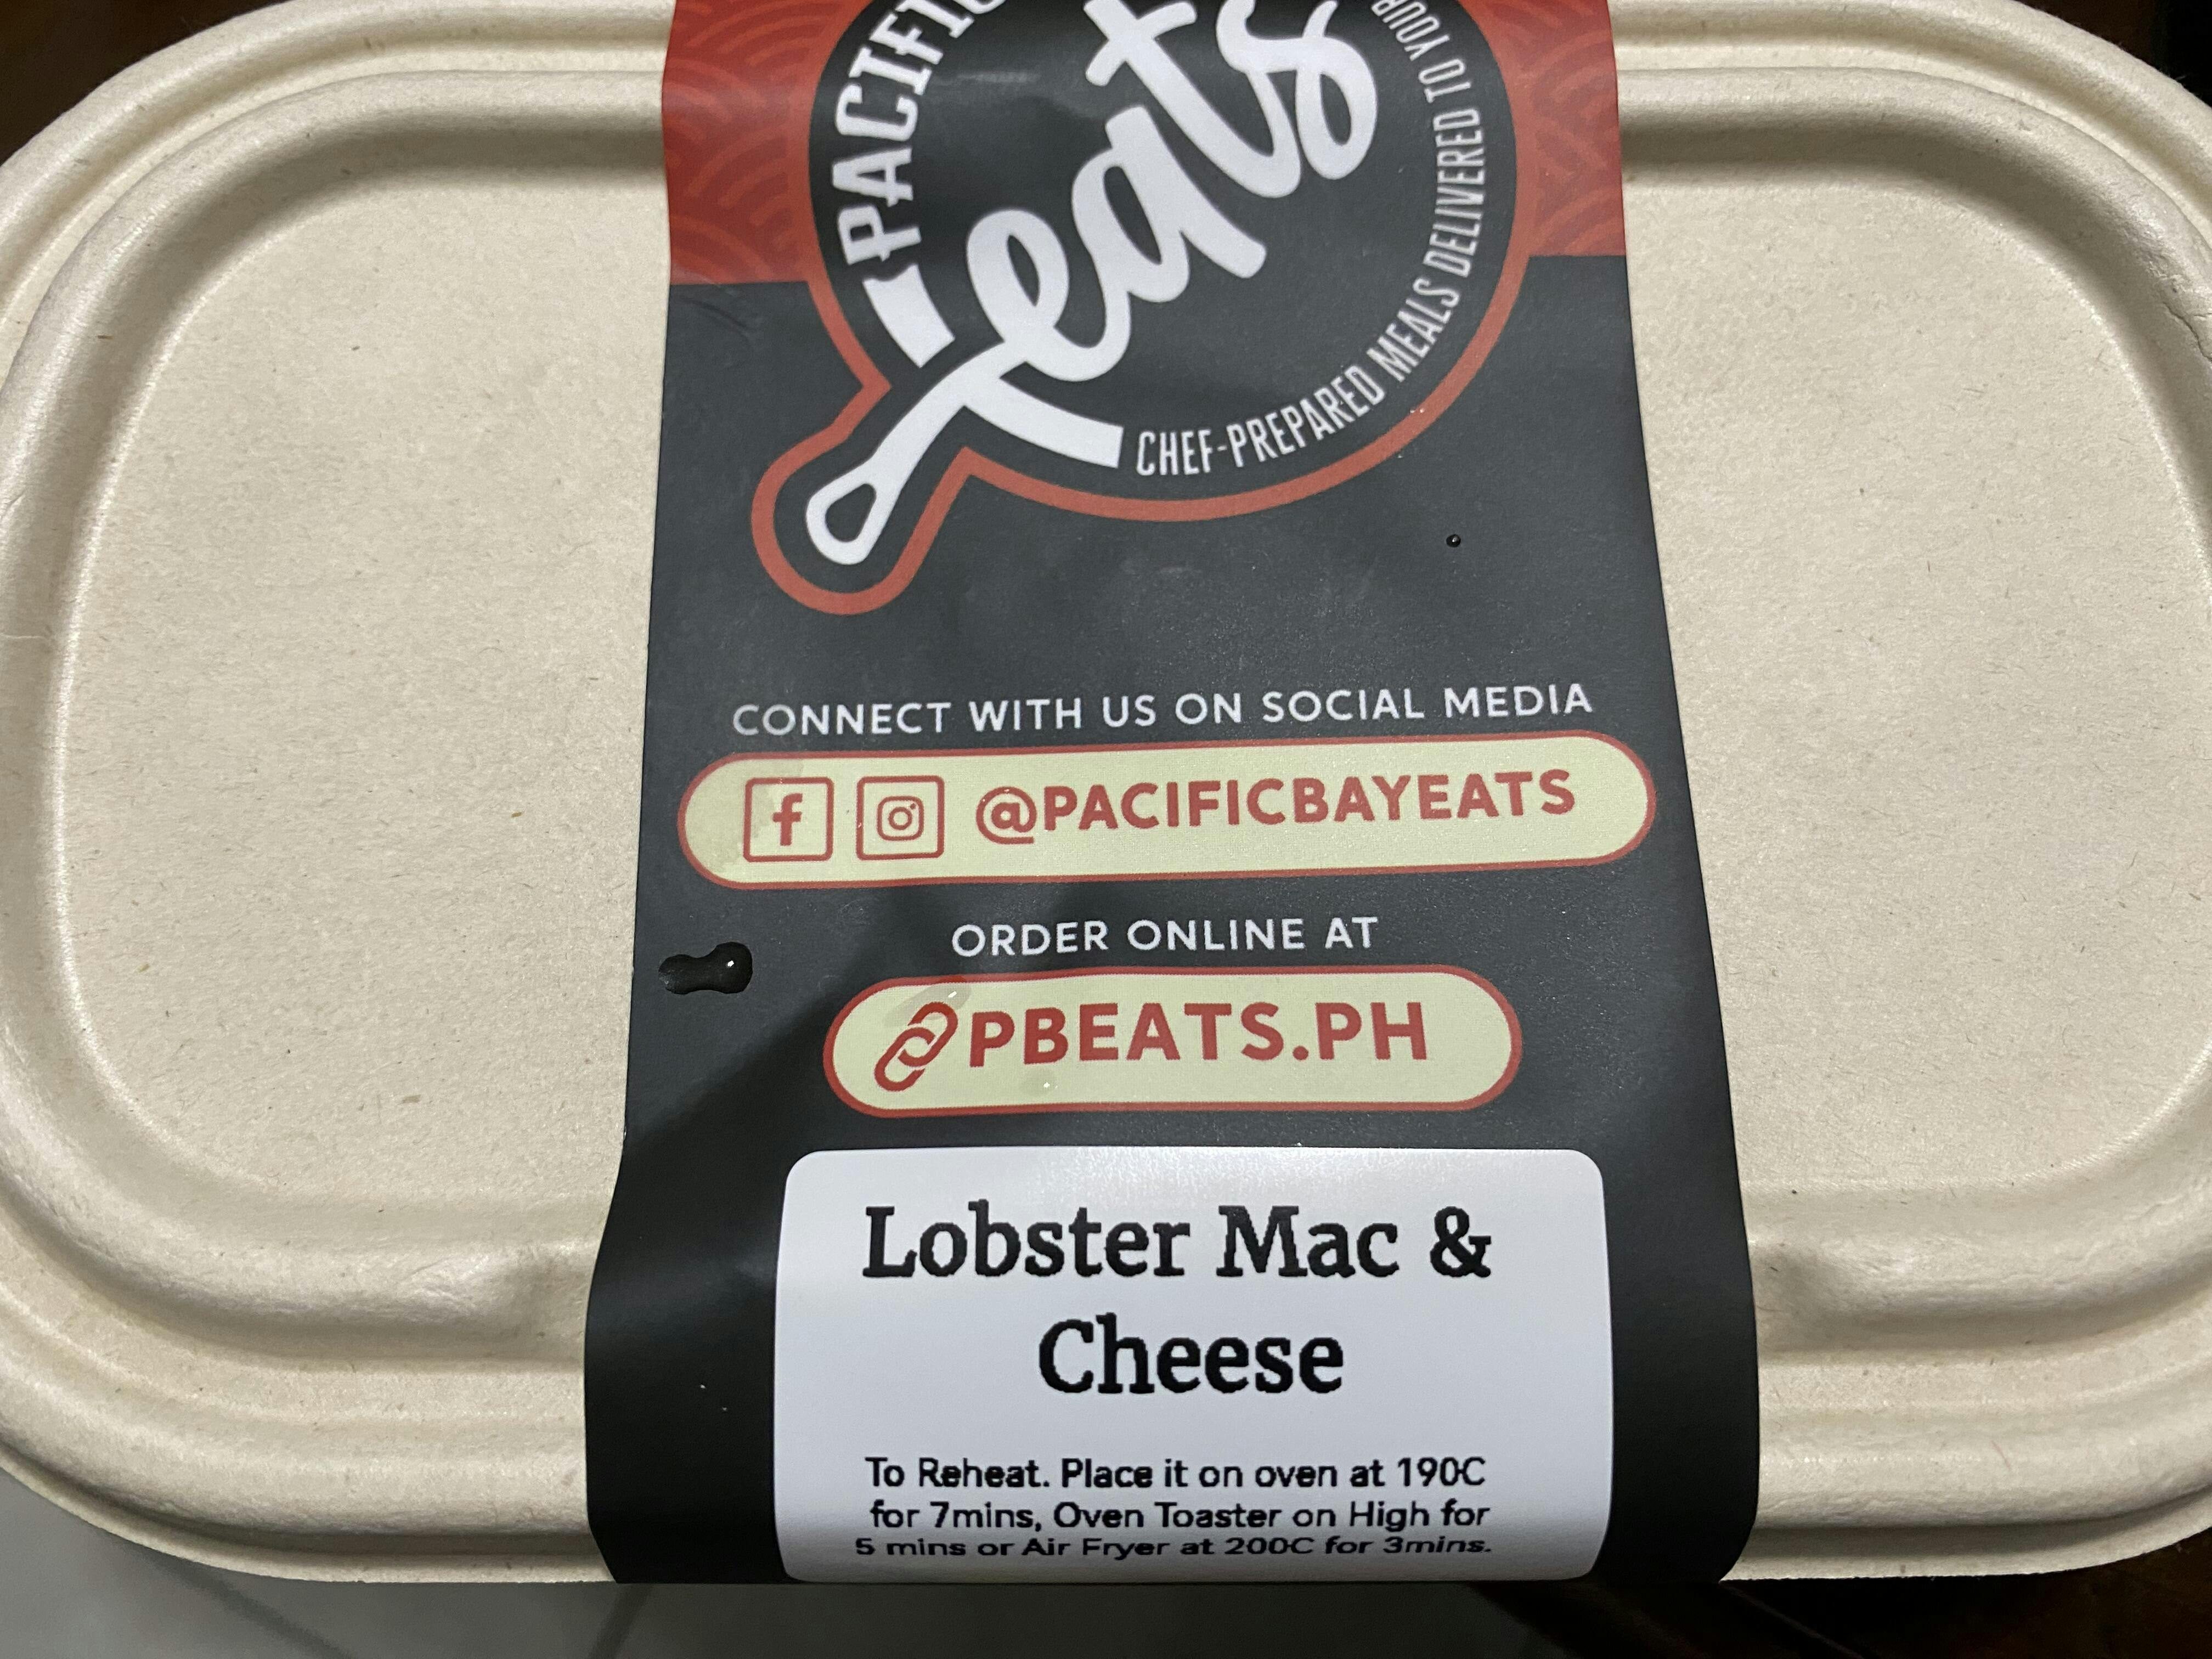 eats
CHEF-PREPARED MEALS DELIVERED TO YOUR
CONNECT WITH US ON SOCIAL MEDIA
@PACIFICBAYEATS
ORDER ONLINE AT
PBEATS.PH
Lobster Mac &
Cheese
To Reheat. Place it on oven at 190C
for 7mins, Oven Toaster on High for
5 mins or Air Fryer at 200C for 3mins.